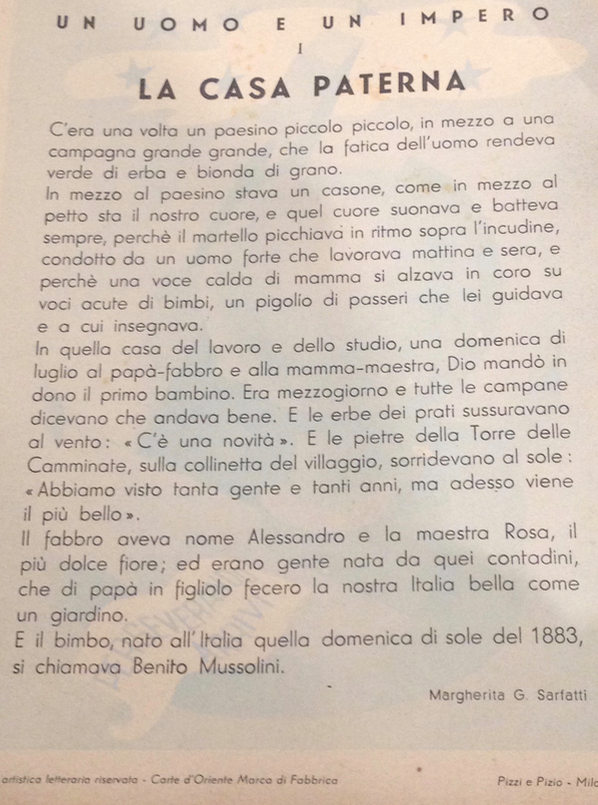 UN UOMO E UN IMPERO
I
LA CASA PATERNA
C'era una volta un paesino piccolo piccolo, in mezzo a una
campagna grande grande, che la fatica dell'uomo rendeva
verde di erba e bionda di grano.
In mezzo al paesino stava un casone, come in mezzo al
petto sta il nostro cuore, e quel cuore suonava e batteva
sempre, perchè il martello picchiava in ritmo sopra l'incudine,
condotto da un uomo forte che lavorava mattina e sera, e
perchè una voce calda di mamma si alzava in coro su
voci acute di bimbi, un pigolio di passeri che lei guidava
e a cui insegnava.
In quella casa del lavoro e dello studio, una domenica di
luglio al papà-fabbro e alla mamma-maestra, Dio mandò in
dono il primo bambino. Era mezzogiorno e tutte le campane
dicevano che andava bene. E le erbe dei prati sussuravano
al vento: « C'è una novità ». E le pietre della Torre delle
Camminate, sulla collinetta del villaggio, sorridevano al sole:
« Abbiamo visto tanta gente e tanti anni, ma adesso viene
il più bello ».
Il fabbro aveva nome Alessandro e la maestra Rosa, il
più dolce fiore; ed erano gente nata da quei contadini,
che di papà in figliolo fecero la nostra Italia bella come
un giardino.
E il bimbo, nato all'Italia quella domenica di sole del 1883,
si chiamava Benito Mussolini.
Margherita G. Sarfatti
artistica letteraria riservata - Carte d'Oriente Marca di Fabbrica
Pizzi e Pizio - Mila